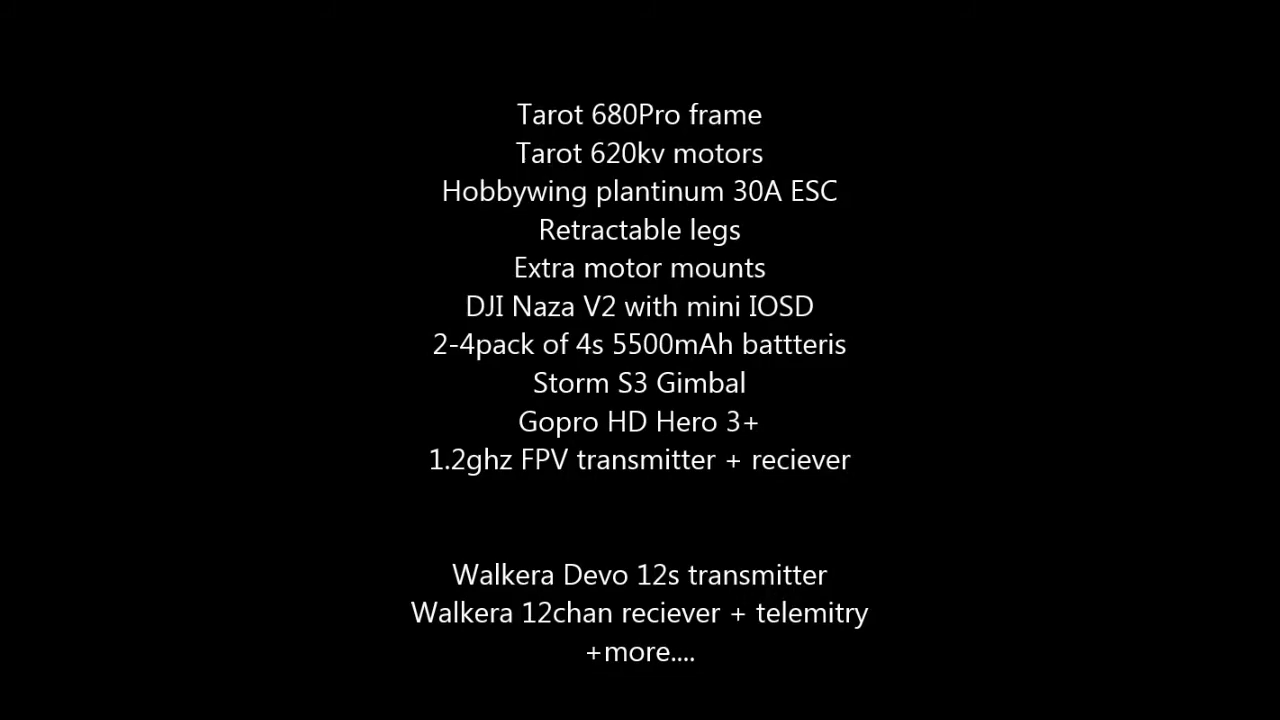 Tarot 680Pro frame
Tarot 620kv motors
Hobbywing plantinum 30A ESC
Retractable legs
Extra motor mounts
DJI Naza V2 with mini IOSD
2-4pack of 4s 5500mAh battteris
Storm S3 Gimbal
Gopro HD Hero 3+
1.2ghz FPV transmitter + reciever
Walkera Devo 12s transmitter
Walkera 12chan reciever + telemitry
+more....